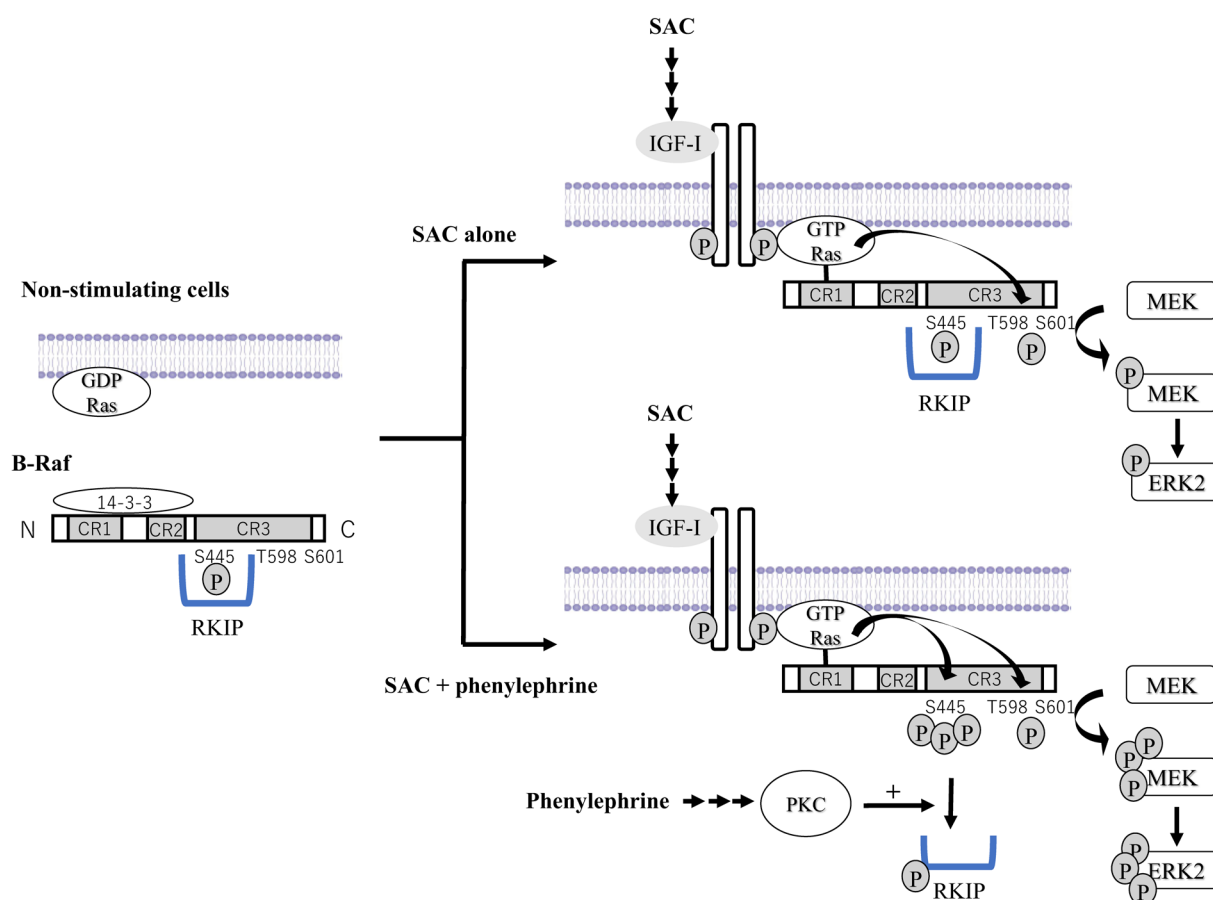 Non-stimulating cells
GDP
Ras
B-Raf
14-3-3
N
CR1
CR2
CR3
C
S445
T598
S601
P
RKIP
SAC alone
SAC + phenylephrine
SAC
IGF-I
P
P
GTP
Ras
CR1
CR2
CR3
S445
T598
S601
P
P
RKIP
MEK
P
MEK
P
ERK2
SAC
IGF-I
P
P
GTP
Ras
CR1
CR2
CR3
S445
T598
S601
P
P
P
P
MEK
P
P
P
MEK
Phenylephrine
PKC
+
P
RKIP
P
P
P
ERK2